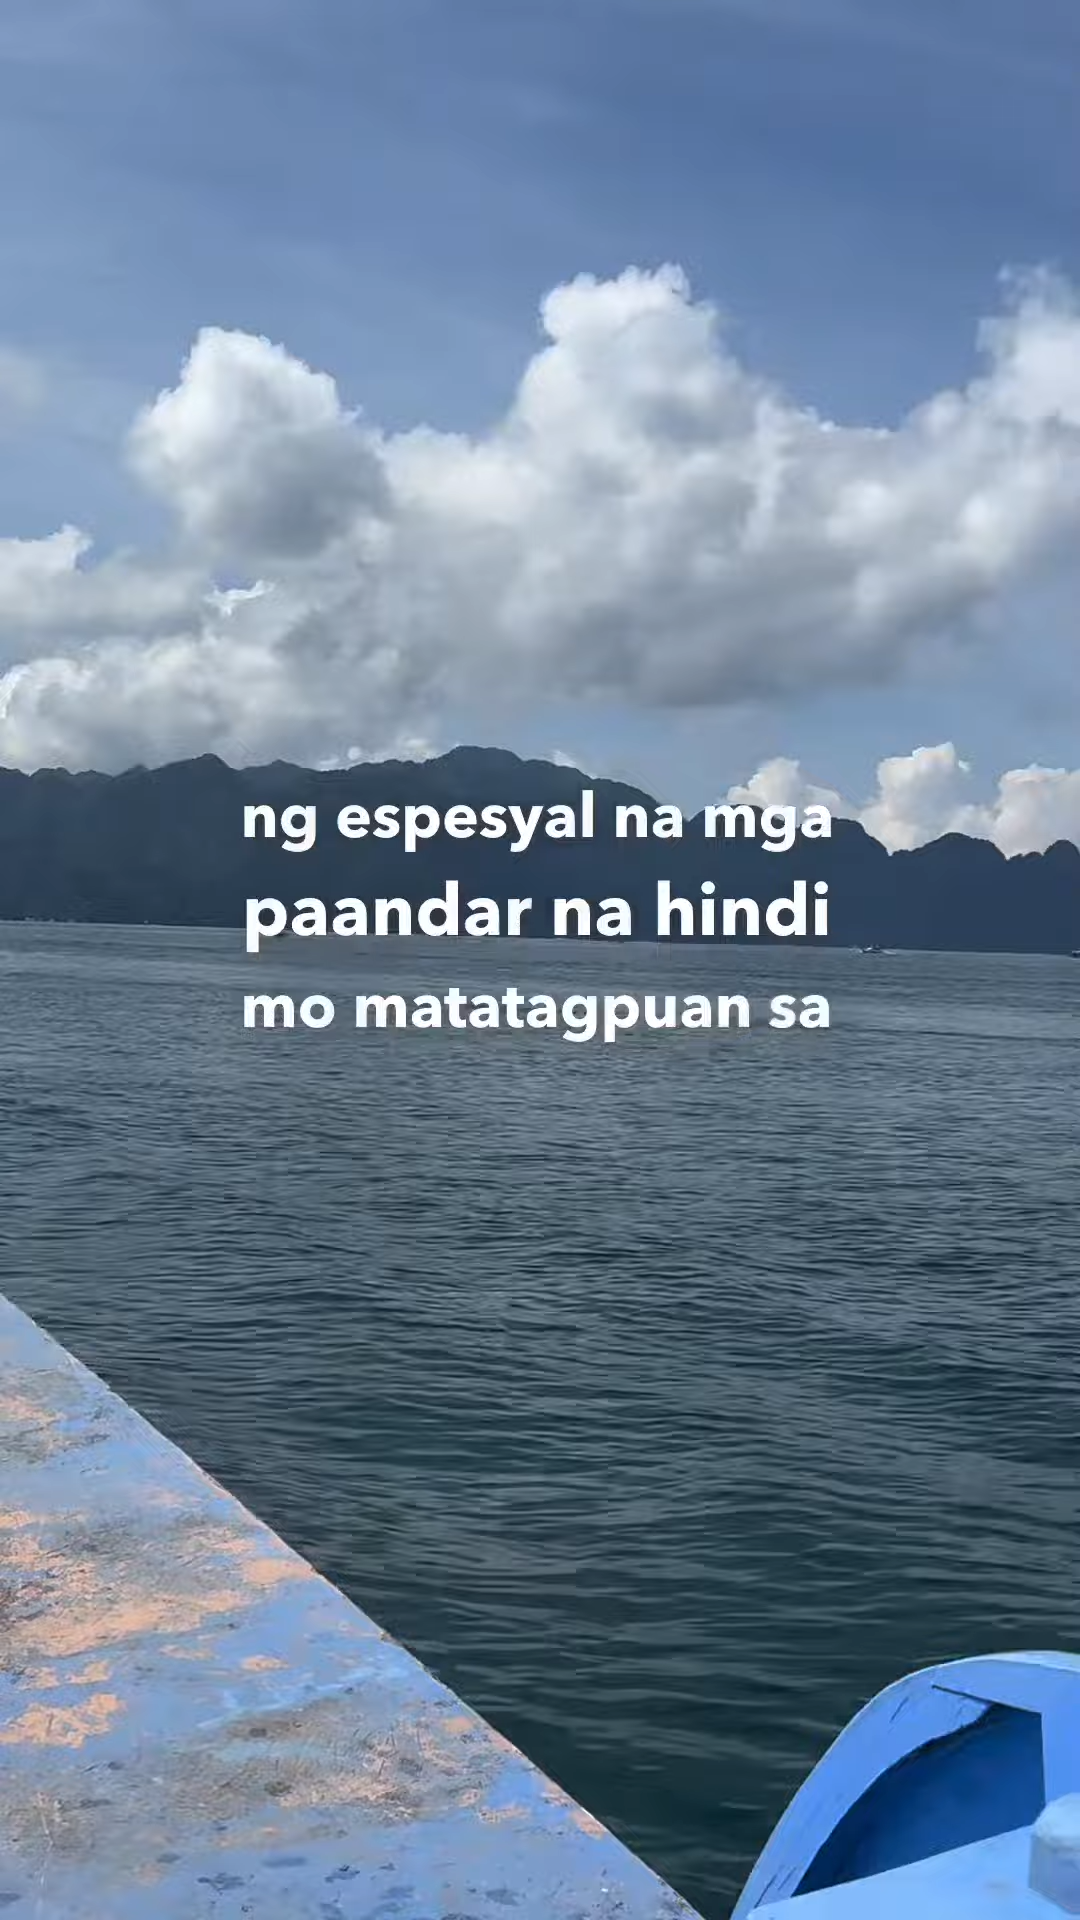 ng espesyal na mga
paandar na hindi
mo matatagpuan sa